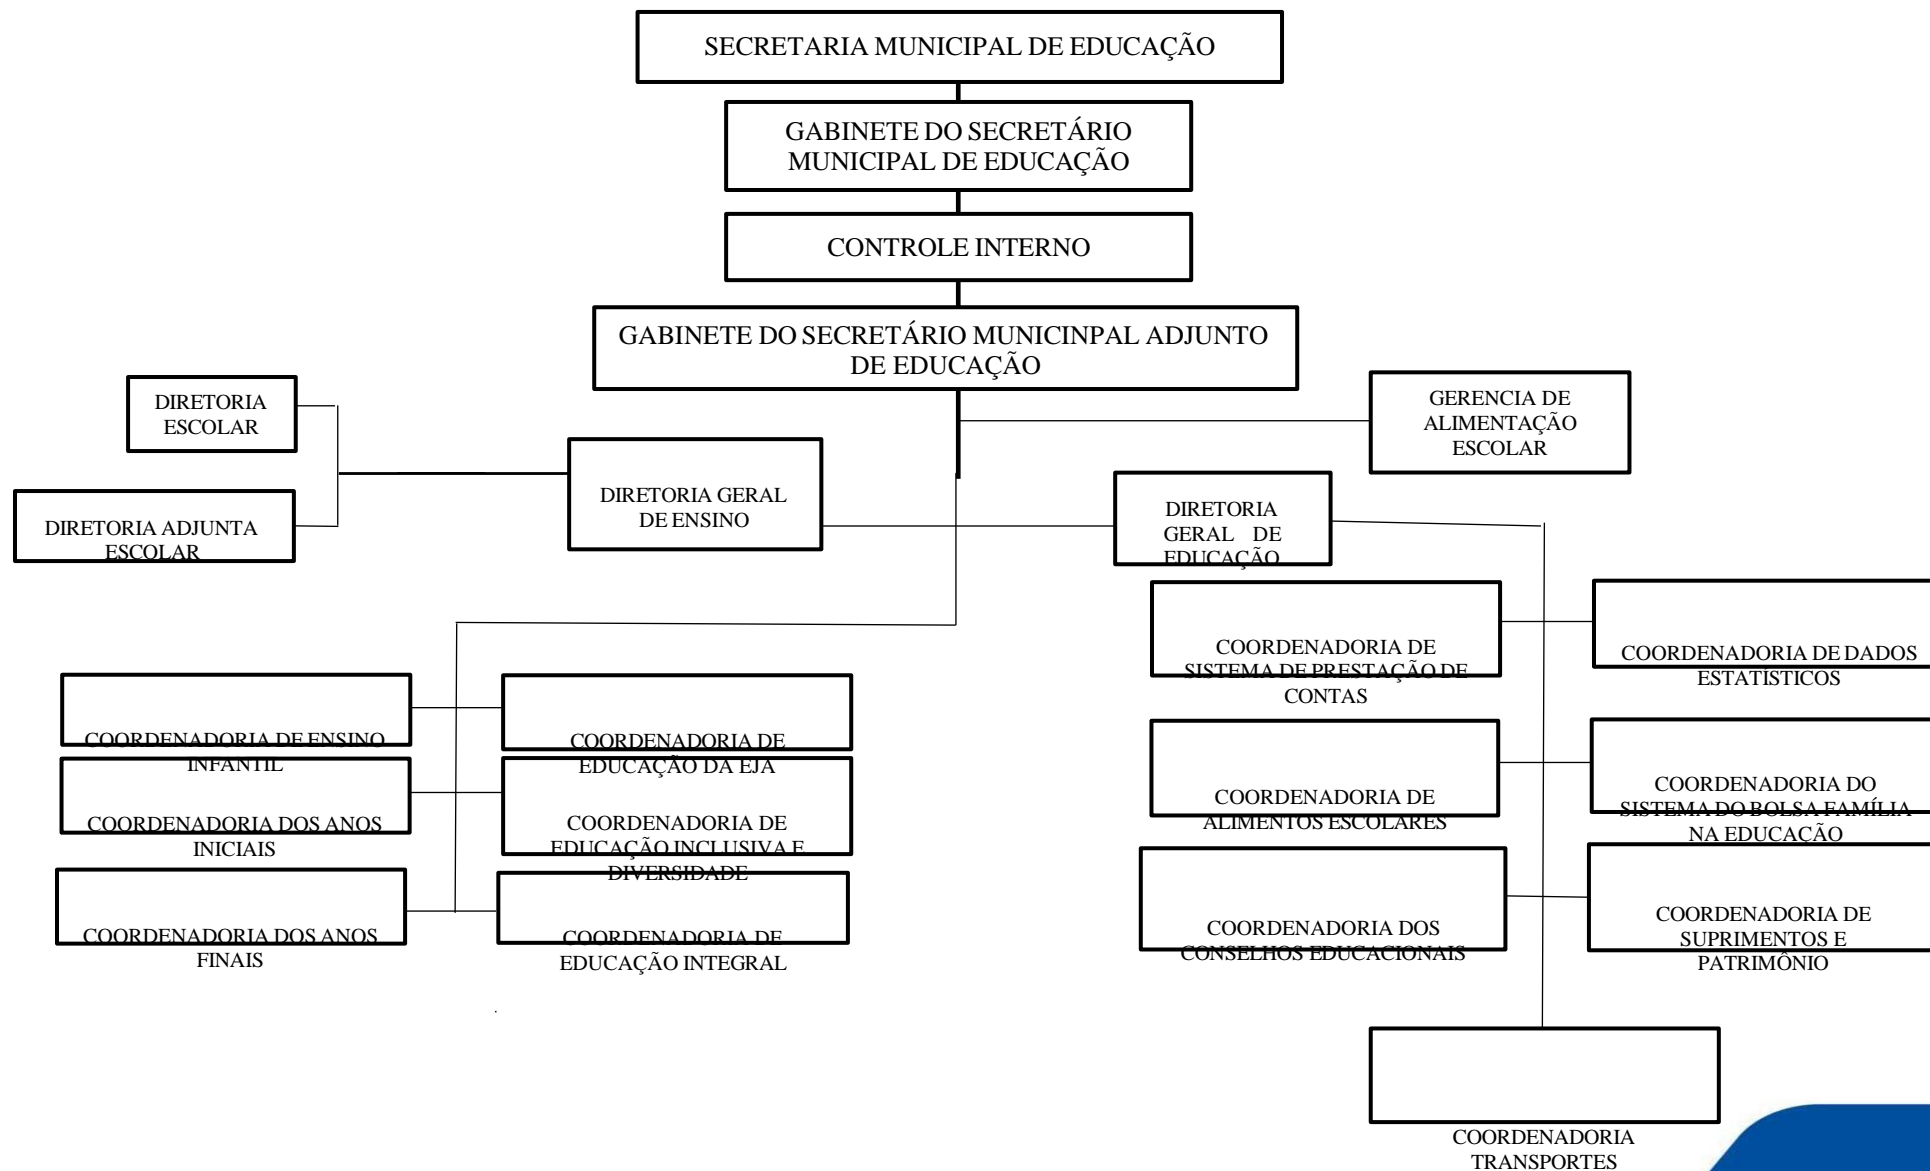 SECRETARIA MUNICIPAL DE EDUCAÇÃO
GABINETE DO SECRETÁRIO
MUNICIPAL DE EDUCAÇÃO
CONTROLE INTERNO
GABINETE DO SECRETÁRIO MUNICINPAL ADJUNTO
DE EDUCAÇÃO
DIRETORIA
ESCOLAR
GERENCIA DE
ALIMENTAÇÃO
ESCOLAR
DIRETORIA ADJUNTA
ESCOLAR
DIRETORIA GERAL
DE ENSINO
DIRETORIA
GERAL DE
EDUCAÇÃO
COORDENADORIA DE
SISTEMA DE PRESTAÇÃO DE
CONTAS
COORDENADORIA DE DADOS
ESTATÍSTICOS
COORDENADORIA DE ENSINO
INFANTIL
COORDENADORIA DE
EDUCAÇÃO DA EJA
COORDENADORIA DE
ALIMENTOS ESCOLARES
COORDENADORIA DO
SISTEMA DO BOLSA FAMÍLIA
NA EDUCAÇÃO
COORDENADORIA DOS ANOS
INICIAIS
COORDENADORIA DE
EDUCAÇÃO INCLUSIVA E
DIVERSIDADE
COORDENADORIA DOS
CONSELHOS EDUCACIONAIS
COORDENADORIA DE
SUPRIMENTOS E
PATRIMÔNIO
COORDENADORIA DOS ANOS
FINAIS
COORDENADORIA DE
EDUCAÇÃO INTEGRAL
.
COORDENADORIA
TRANSPORTES